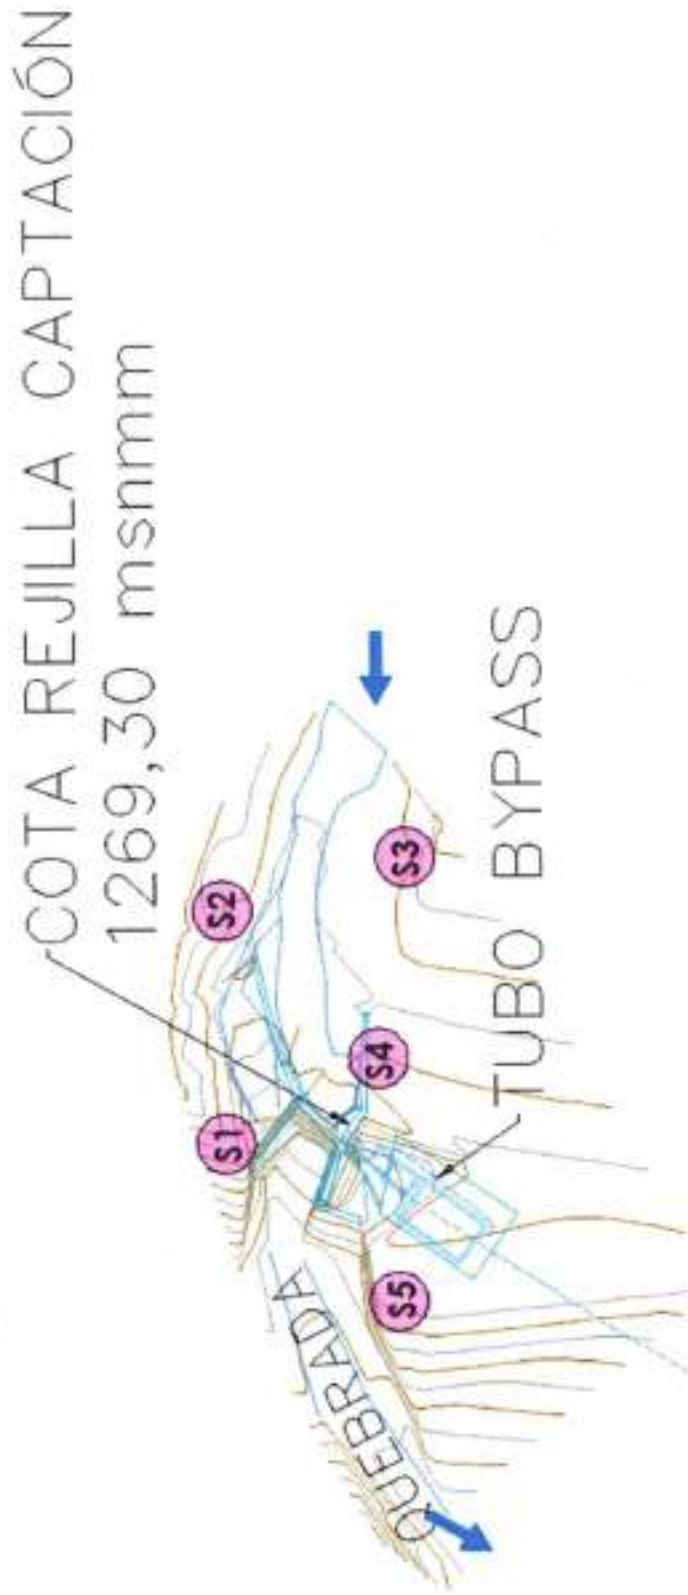 COTA REJILLA CAPTACIÓN
1269,30 msnmm
S2
S1
S3
S4
S5
TUBO BYPASS
QUEBRADA